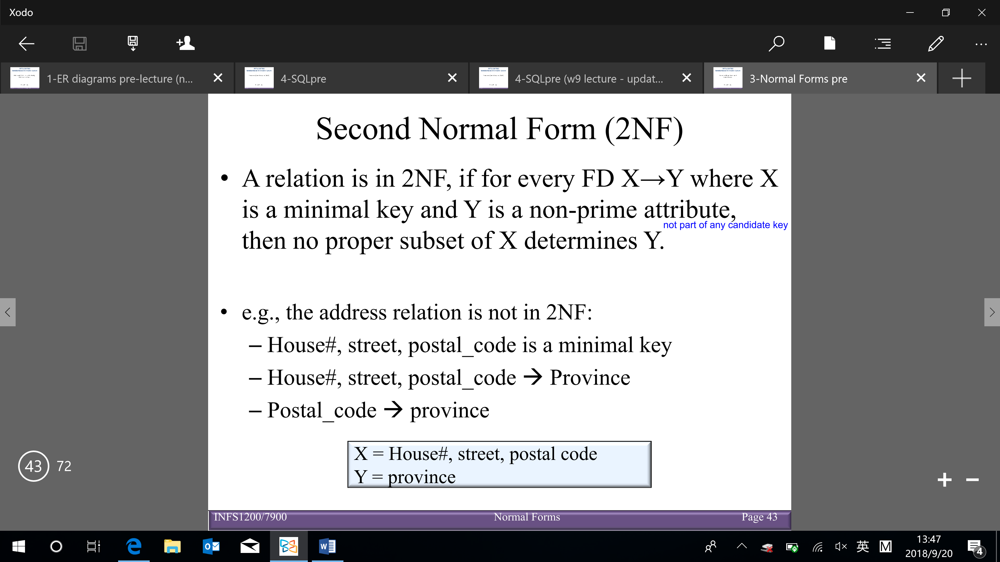 Xodo
1-ER diagrams pre-lecture (n...
4-SQLpre
4-SQLpre (w9 lecture - updat...
3-Normal Forms pre
Second Normal Form (2NF)
• A relation is in 2NF, if for every FD X→Y where X
is a minimal key and Y is a non-prime attribute,
not part of any candidate key
then no proper subset of X determines Y.
• e.g., the address relation is not in 2NF:
– House#, street, postal_code is a minimal key
– House#, street, postal_code → Province
– Postal_code → province
X = House#, street, postal code
Y = province
43 72
INFS1200/7900 Normal Forms Page 43
英 M
13:47
2018/9/20
4